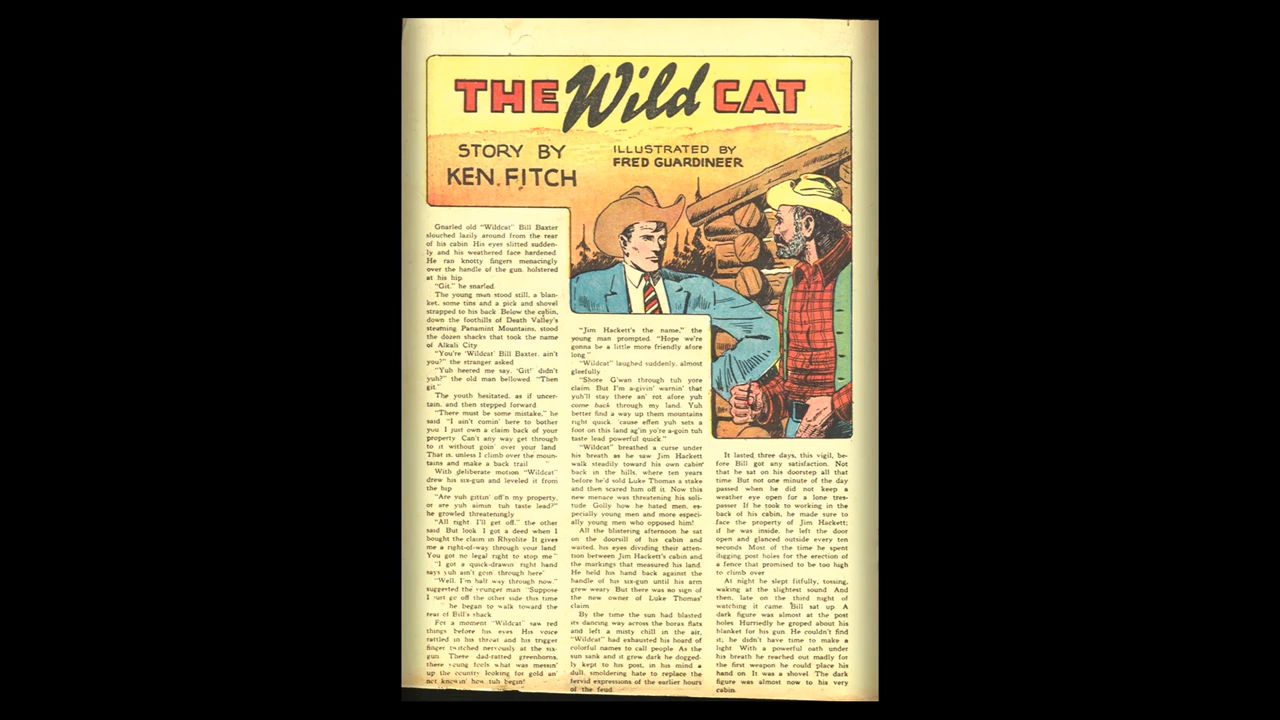 THE Wild CAT
STORY BY
KEN FITCH
ILLUSTRATED BY
FRED GUARDINEER
Gnarled old "Wildcat" Bill Baxter
slouched lazily around from the rear
of his cabin His eyes slitted sudden-
ly and his weathered face hardened
He ran knotty fingers menacingly
over the handle of the gun holstered
at his hip
"Git." he snarled
The young man stood still, a blan-
ket, some tins and a pick and shovel
strapped to his back Below the cabin,
down the foothills of Death Valley's
steaming Panamint Mountains, stood
the dozen shacks that took the name
of Alkali City
"You're 'Wildcat' Bill Baxter, ain't
you?" the stranger asked
"Yuh heered me say, 'Git!' didn't
yuh?" the old man bellowed "Then
git."
The youth hesitated, as if uncer-
tain, and then stepped forward
"There must be some mistake," he
said "I ain't comin' here to bother
you I just own a claim back of your
property Can't any way get through
to it without goin' over your land
That is, unless I climb over the moun-
tains and make a back trail "
With deliberate motion "Wildcat"
drew his six-gun and leveled it from
the hip
"Are yuh gittin' off'n my property,
or are yuh aimin tuh taste lead?"
he growled threateningly
"All right I'll get off." the other
said But look I got a deed when I
bought the claim in Rhyolite It gives
me a right-of-way through your land
You got no legal right to stop me"
"I got a quick-drawin right hand
says yuh ain't goin' through here"
"Well, I'm half way through now,"
suggested the younger man "Suppose
I just go off the other side this time
he began to walk toward the
rear of Bill's shack
For a moment "Wildcat" saw red
things before his eyes His voice
rattled in his throat and his trigger
finger twitched nervously at the six-
gun These dad-ratted greenhorns,
these young fools what was messin'
up the country looking for gold an'
not knowin' how tuh begin!
"Jim Hackett's the name," the
young man prompted "Hope we're
gonna be a little more friendly afore
long."
"Wildcat" laughed suddenly, almost
gleefully
"Shore G'wan through tuh yore
claim But I'm a-givin' warnin' that
yuh'll stay there an' rot afore yuh
come back through my land Yuh
better find a way up them mountains
right quick 'cause effen yuh sets a
foot on this land ag'in yo're a-goin tuh
taste lead powerful quick."
"Wildcat" breathed a curse under
his breath as he saw Jim Hackett
walk steadily toward his own cabin
back in the hills, where ten years
before he'd sold Luke Thomas a stake
and then scared him off it. Now this
new menace was threatening his soli-
tude Golly how he hated men, es-
pecially young men and more especi-
ally young men who opposed him!
All the blistering afternoon he sat
on the doorsill of his cabin and
waited, his eyes dividing their atten-
tion between Jim Hackett's cabin and
the markings that measured his land.
He held his hand back against the
handle of his six-gun until his arm
grew weary But there was no sign of
the new owner of Luke Thomas'
claim
By the time the sun had blasted
its dancing way across the borax flats
and left a misty chill in the air,
"Wildcat" had exhausted his hoard of
colorful names to call people As the
sun sank and it grew dark he dogged-
ly kept to his post, in his mind a
dull, smoldering hate to replace the
fervid expressions of the earlier hours
of the feud
It lasted three days, this vigil, be-
fore Bill got any satisfaction. Not
that he sat on his doorstep all that
time But not one minute of the day
passed when he did not keep a
weather eye open for a lone tres-
passer If he took to working in the
back of his cabin, he made sure to
face the property of Jim Hackett;
if he was inside, he left the door
open and glanced outside every ten
seconds Most of the time he spent
digging post holes for the erection of
a fence that promised to be too high
to climb over
At night he slept fitfully, tossing,
waking at the slightest sound And
then, late on the third night of
watching it came Bill sat up A
dark figure was almost at the post
holes Hurriedly he groped about his
blanket for his gun He couldn't find
it; he didn't have time to make a
light With a powerful oath under
his breath he reached out madly for
the first weapon he could place his
hand on It was a shovel The dark
figure was almost now to his very
cabin.